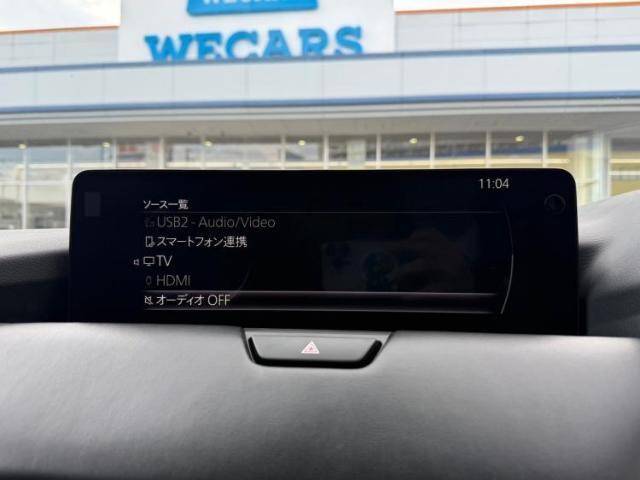 WECARS
WECARS
11:04
ソース一覧
USB2 - Audio/Video
スマートフォン連携
TV
HDMI
オーディオ OFF